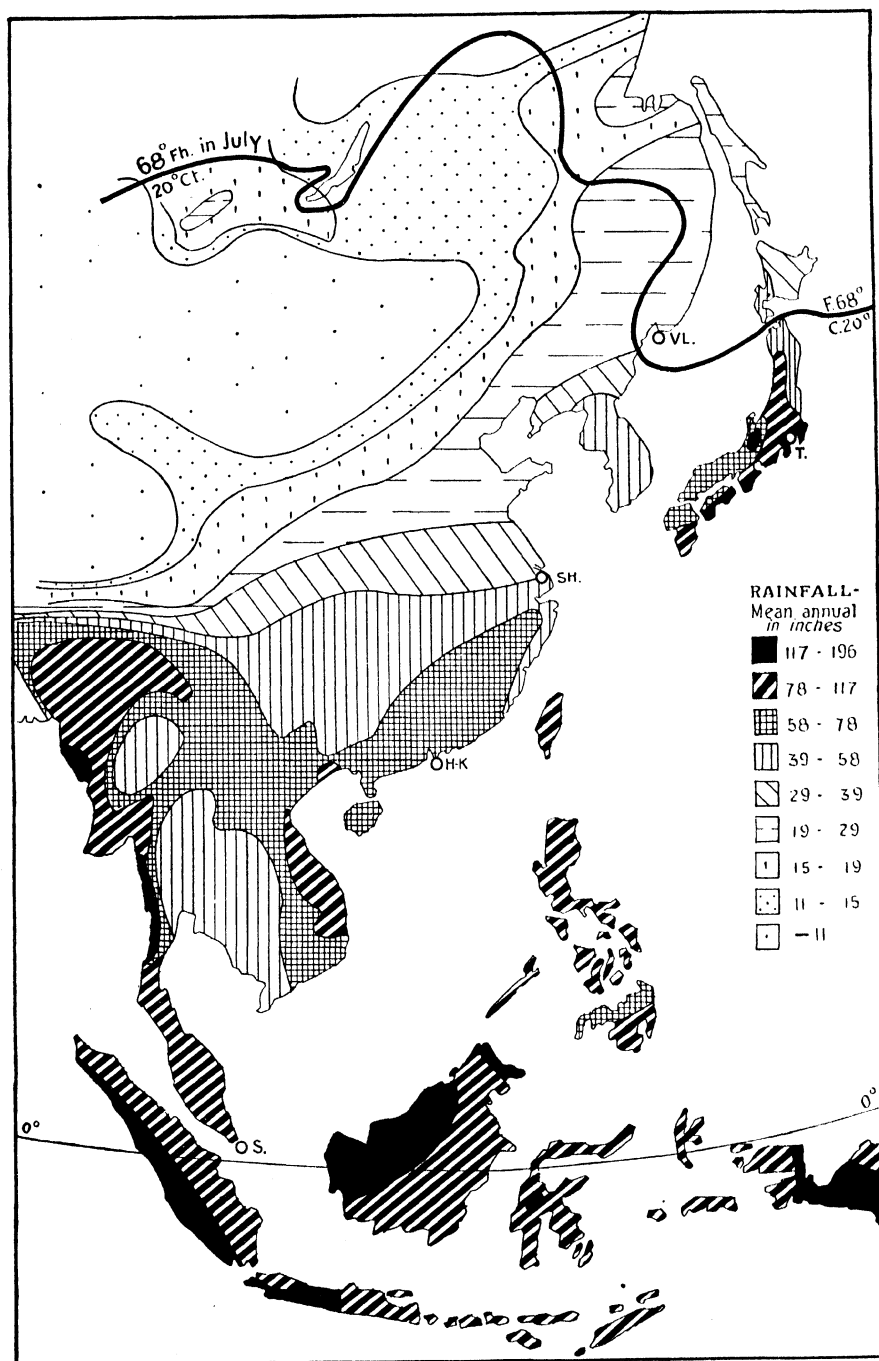 68° Fh. in July
20° Ct.
F. 68°
C. 20°
VL.
T.
SH.
H-K
RAINFALL-
Mean annual
in inches
117 - 196
78 - 117
58 - 78
39 - 58
29 - 39
19 - 29
15 - 19
11 - 15
- 11
0°
0°
S.